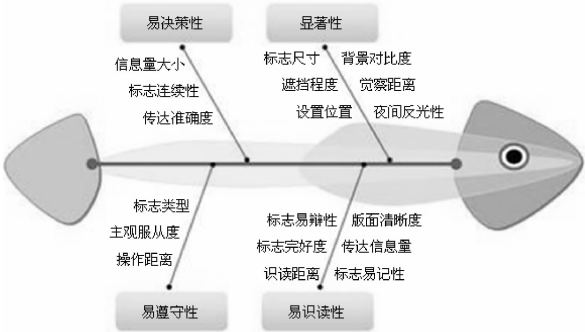 易决策性
显著性
信息量大小
标志连续性
传达准确度
标志尺寸 背景对比度
遮挡程度 觉察距离
设置位置 夜间反光性
标志类型
主观服从度
操作距离
标志易辩性 版面清晰度
标志完好度 传达信息量
识读距离 标志易记性
易遵守性
易识读性